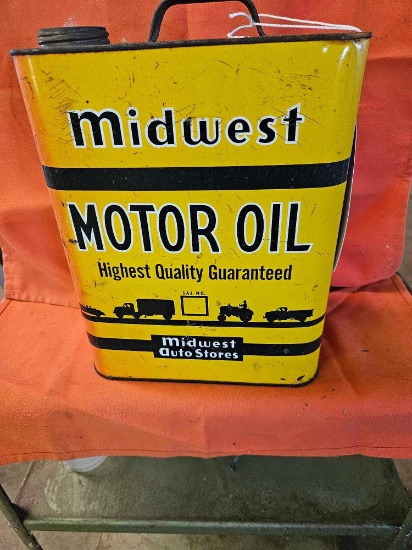 midwest
MOTOR OIL
Highest Quality Guaranteed
SAE NO.
midwest
auto Stores